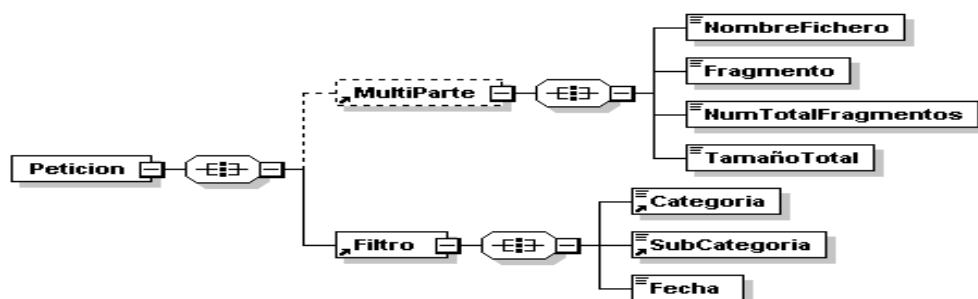 NombreFichero
Fragmento
MultiParte
NumTotalFragmentos
TamañoTotal
Peticion
Categoria
Filtro
SubCategoria
Fecha